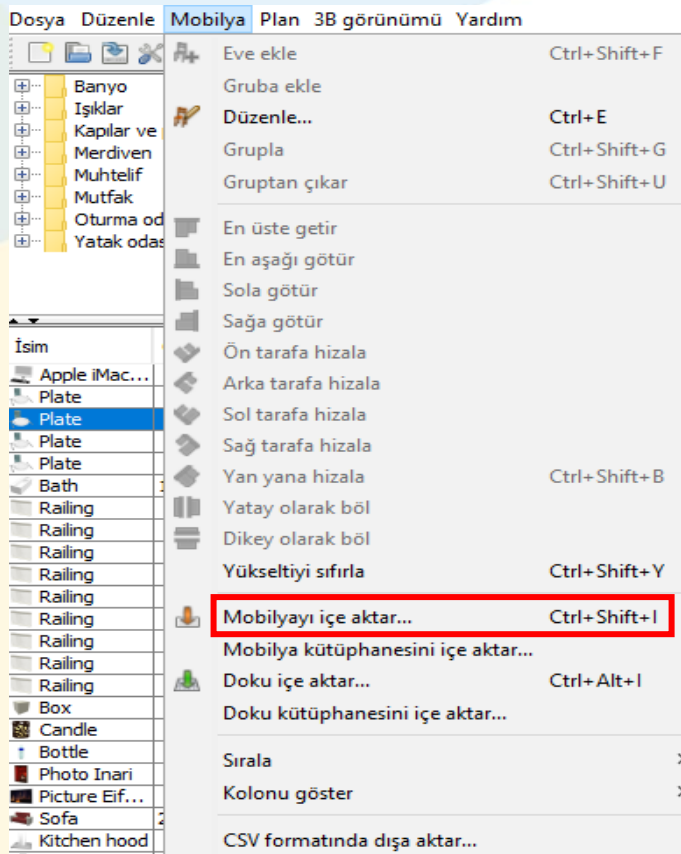 Dosya Düzenle Mobilya Plan 3B görünümü Yardım
Eve ekle Ctrl+Shift+F
Gruba ekle
Düzenle... Ctrl+E
Grupla Ctrl+Shift+G
Gruptan çıkar Ctrl+Shift+U
En üste getir
En aşağı götür
Sola götür
Sağa götür
Ön tarafa hizala
Arka tarafa hizala
Sol tarafa hizala
Sağ tarafa hizala
Yan yana hizala Ctrl+Shift+B
Yatay olarak böl
Dikey olarak böl
Yükseltiyi sıfırla Ctrl+Shift+Y
Mobilyayı içe aktar... Ctrl+Shift+I
Mobilya kütüphanesini içe aktar...
Doku içe aktar... Ctrl+Alt+I
Doku kütüphanesini içe aktar...
Sırala
Kolonu göster
CSV formatında dışa aktar...
Banyo
Işıklar
Kapılar ve
Merdiven
Muhtelif
Mutfak
Oturma od
Yatak odas
İsim
Apple iMac...
Plate
Plate
Plate
Plate
Bath
Railing
Railing
Railing
Railing
Railing
Railing
Railing
Railing
Railing
Box
Candle
Bottle
Photo Inari
Picture Eif...
Sofa
Kitchen hood